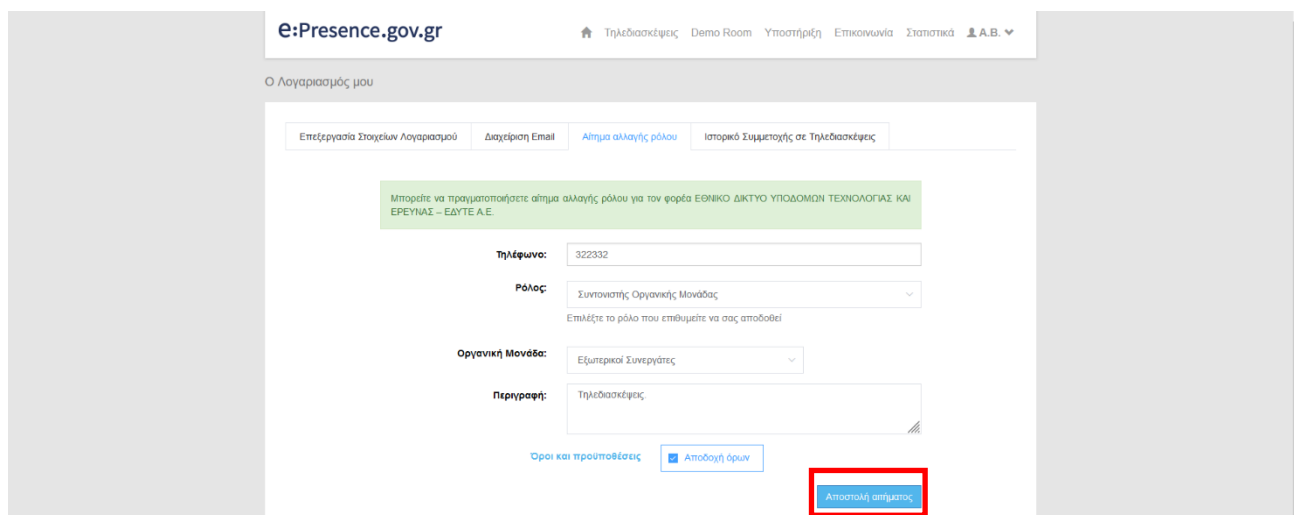 e:Presence.gov.gr
Τηλεδιασκέψεις Demo Room Υποστήριξη Επικοινωνία Στατιστικά Α.Β.
Ο Λογαριασμός μου
Επεξεργασία Στοιχείων Λογαριασμού Διαχείριση Email Αίτημα αλλαγής ρόλου Ιστορικό Συμμετοχής σε Τηλεδιασκέψεις
Μπορείτε να πραγματοποιήσετε αίτημα αλλαγής ρόλου για τον φορέα ΕΘΝΙΚΟ ΔΙΚΤΥΟ ΥΠΟΔΟΜΩΝ ΤΕΧΝΟΛΟΓΙΑΣ ΚΑΙ
ΕΡΕΥΝΑΣ – ΕΔΥΤΕ Α.Ε.
Τηλέφωνο: 322332
Ρόλος: Συντονιστής Οργανικής Μονάδας
Επιλέξτε το ρόλο που επιθυμείτε να σας αποδοθεί
Οργανική Μονάδα: Εξωτερικοί Συνεργάτες
Περιγραφή: Τηλεδιασκέψεις.
Όροι και προϋποθέσεις Αποδοχή όρων
Αποστολή αιτήματος